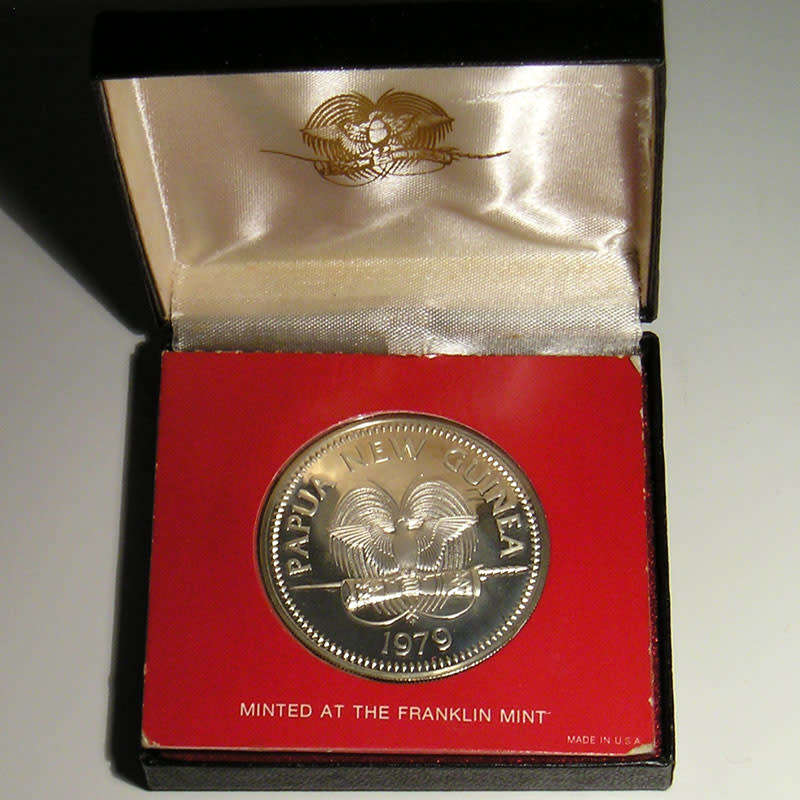 PAPUA NEW GUINEA
1979
MINTED AT THE FRANKLIN MINT
MADE IN U.S.A.